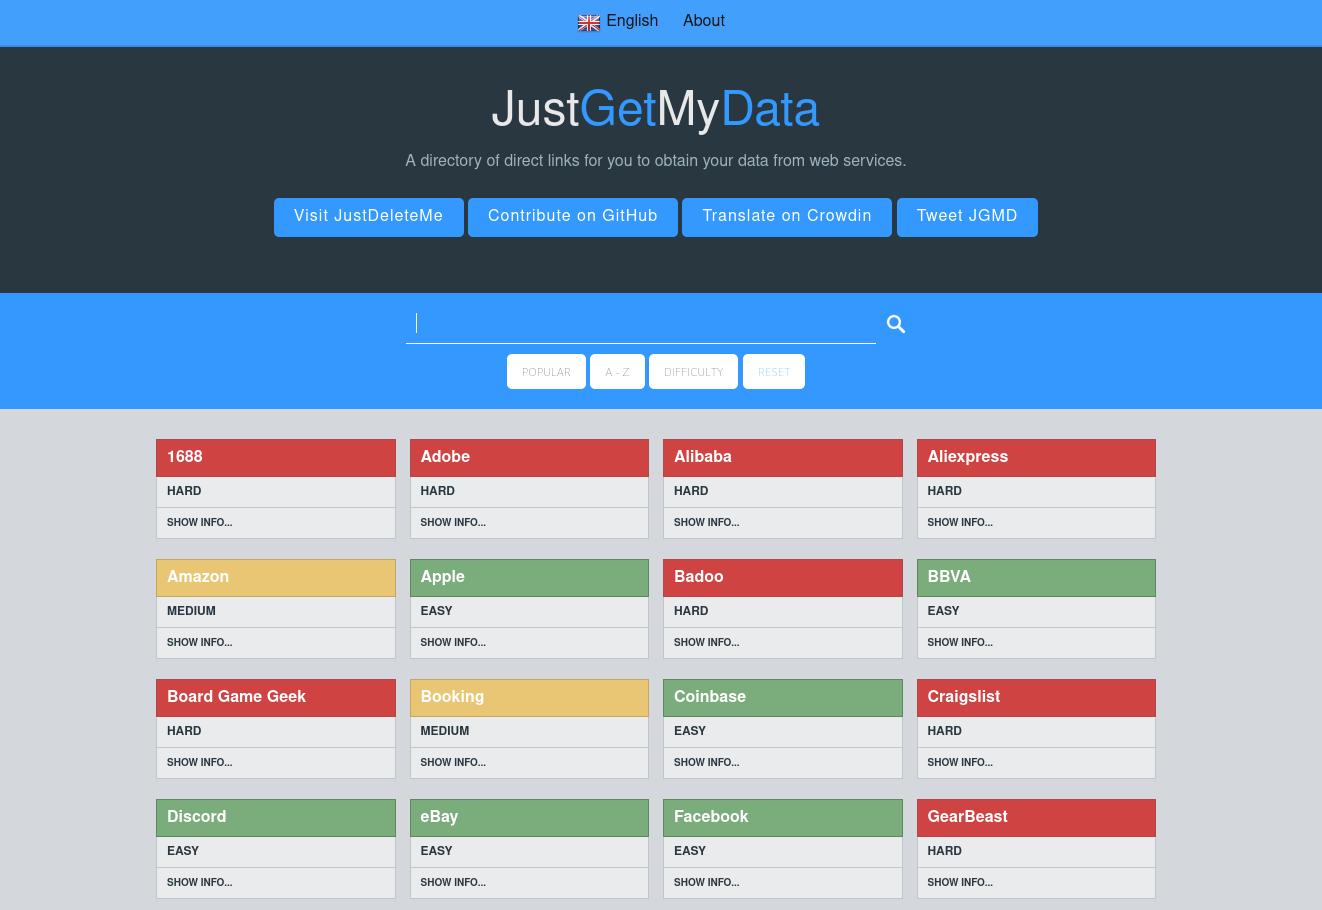 English About
JustGetMyData
A directory of direct links for you to obtain your data from web services.
Visit JustDeleteMe Contribute on GitHub Translate on Crowdin Tweet JGMD
POPULAR A - Z DIFFICULTY RESET
1688 Adobe Alibaba Aliexpress
HARD HARD HARD HARD
SHOW INFO... SHOW INFO... SHOW INFO... SHOW INFO...
Amazon Apple Badoo BBVA
MEDIUM EASY HARD EASY
SHOW INFO... SHOW INFO... SHOW INFO... SHOW INFO...
Board Game Geek Booking Coinbase Craigslist
HARD MEDIUM EASY HARD
SHOW INFO... SHOW INFO... SHOW INFO... SHOW INFO...
Discord eBay Facebook GearBeast
EASY EASY EASY HARD
SHOW INFO... SHOW INFO... SHOW INFO... SHOW INFO...